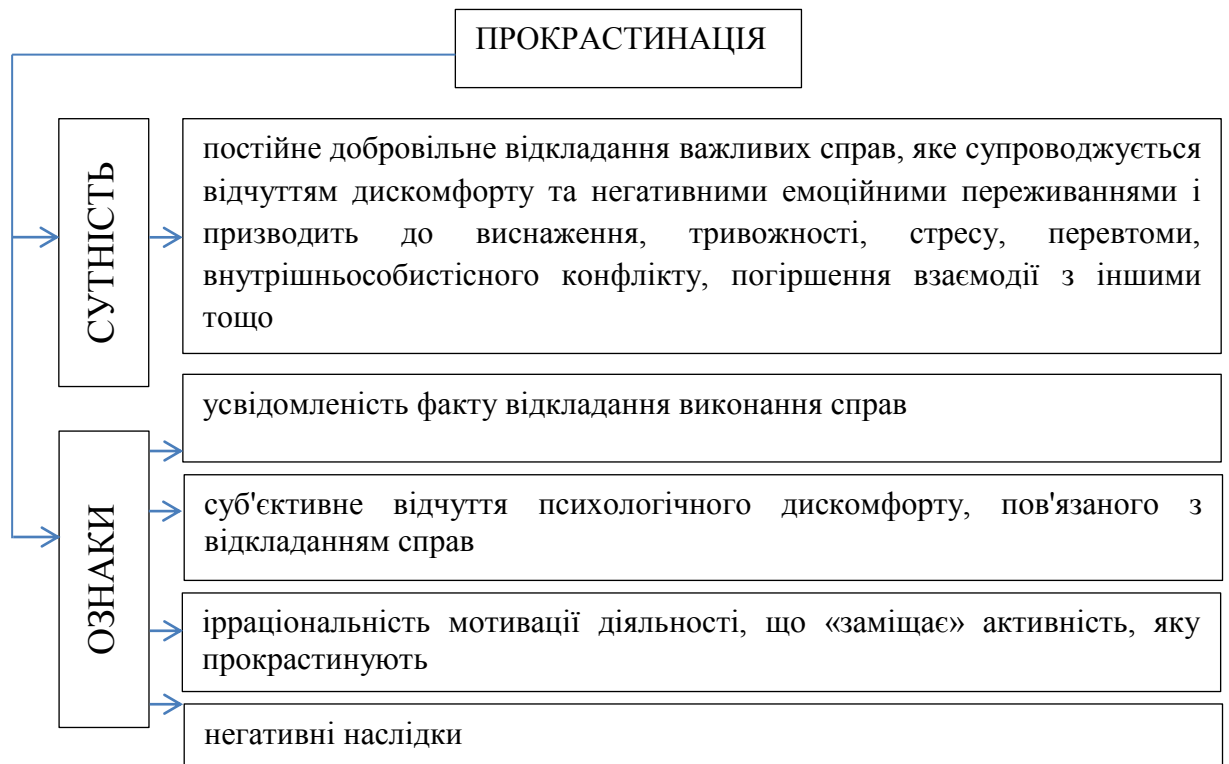 ПРОКРАСТИНАЦІЯ
СУТНІСТЬ
постійне добровільне відкладання важливих справ, яке супроводжується
відчуттям дискомфорту та негативними емоційними переживаннями і
призводить до виснаження, тривожності, стресу, перевтоми,
внутрішньособистісного конфлікту, погіршення взаємодії з іншими
тощо
ОЗНАКИ
усвідомленість факту відкладання виконання справ
суб'єктивне відчуття психологічного дискомфорту, пов'язаного з
відкладанням справ
ірраціональність мотивації діяльності, що «заміщає» активність, яку
прокрастинують
негативні наслідки